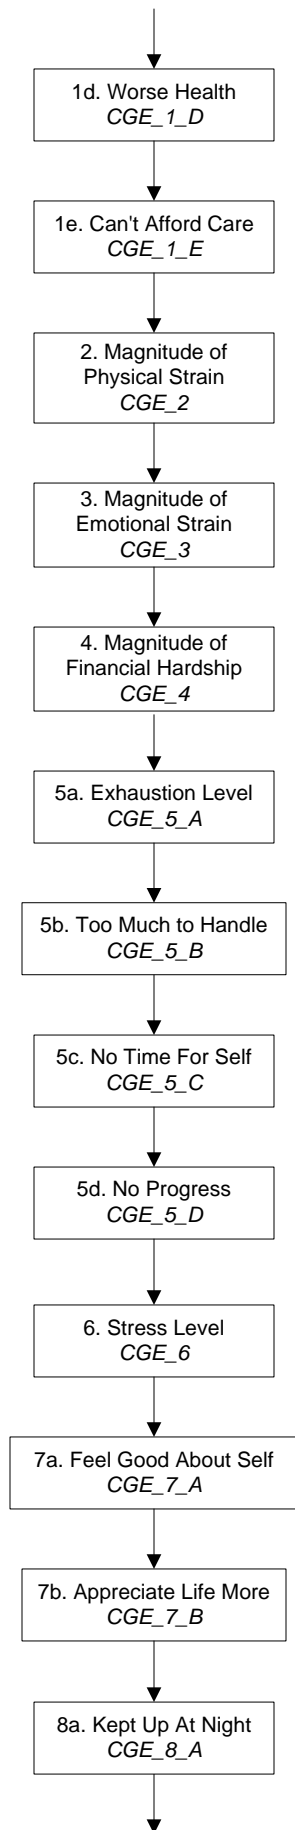 1d. Worse Health
CGE_1_D
1e. Can't Afford Care
CGE_1_E
2. Magnitude of
Physical Strain
CGE_2
3. Magnitude of
Emotional Strain
CGE_3
4. Magnitude of
Financial Hardship
CGE_4
5a. Exhaustion Level
CGE_5_A
5b. Too Much to Handle
CGE_5_B
5c. No Time For Self
CGE_5_C
5d. No Progress
CGE_5_D
6. Stress Level
CGE_6
7a. Feel Good About Self
CGE_7_A
7b. Appreciate Life More
CGE_7_B
8a. Kept Up At Night
CGE_8_A